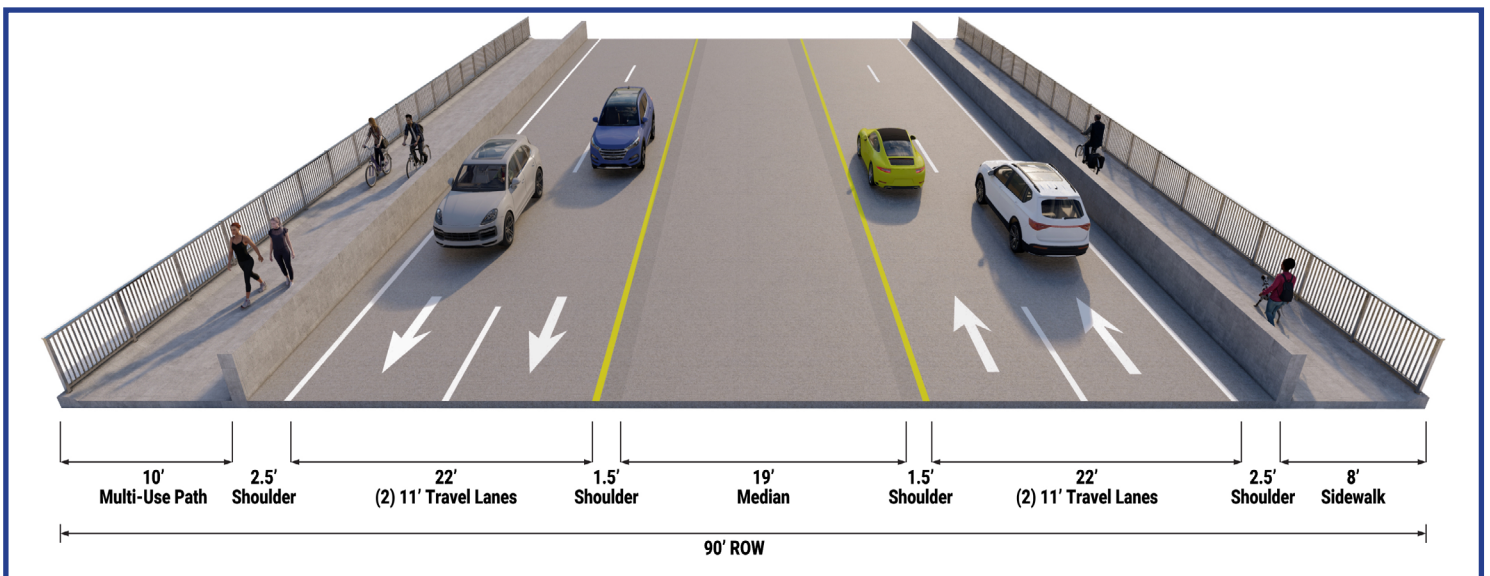 10’
Multi-Use Path
2.5’
Shoulder
22’
(2) 11’ Travel Lanes
1.5’
Shoulder
19’
Median
1.5’
Shoulder
22’
(2) 11’ Travel Lanes
2.5’
Shoulder
8’
Sidewalk
90’ ROW